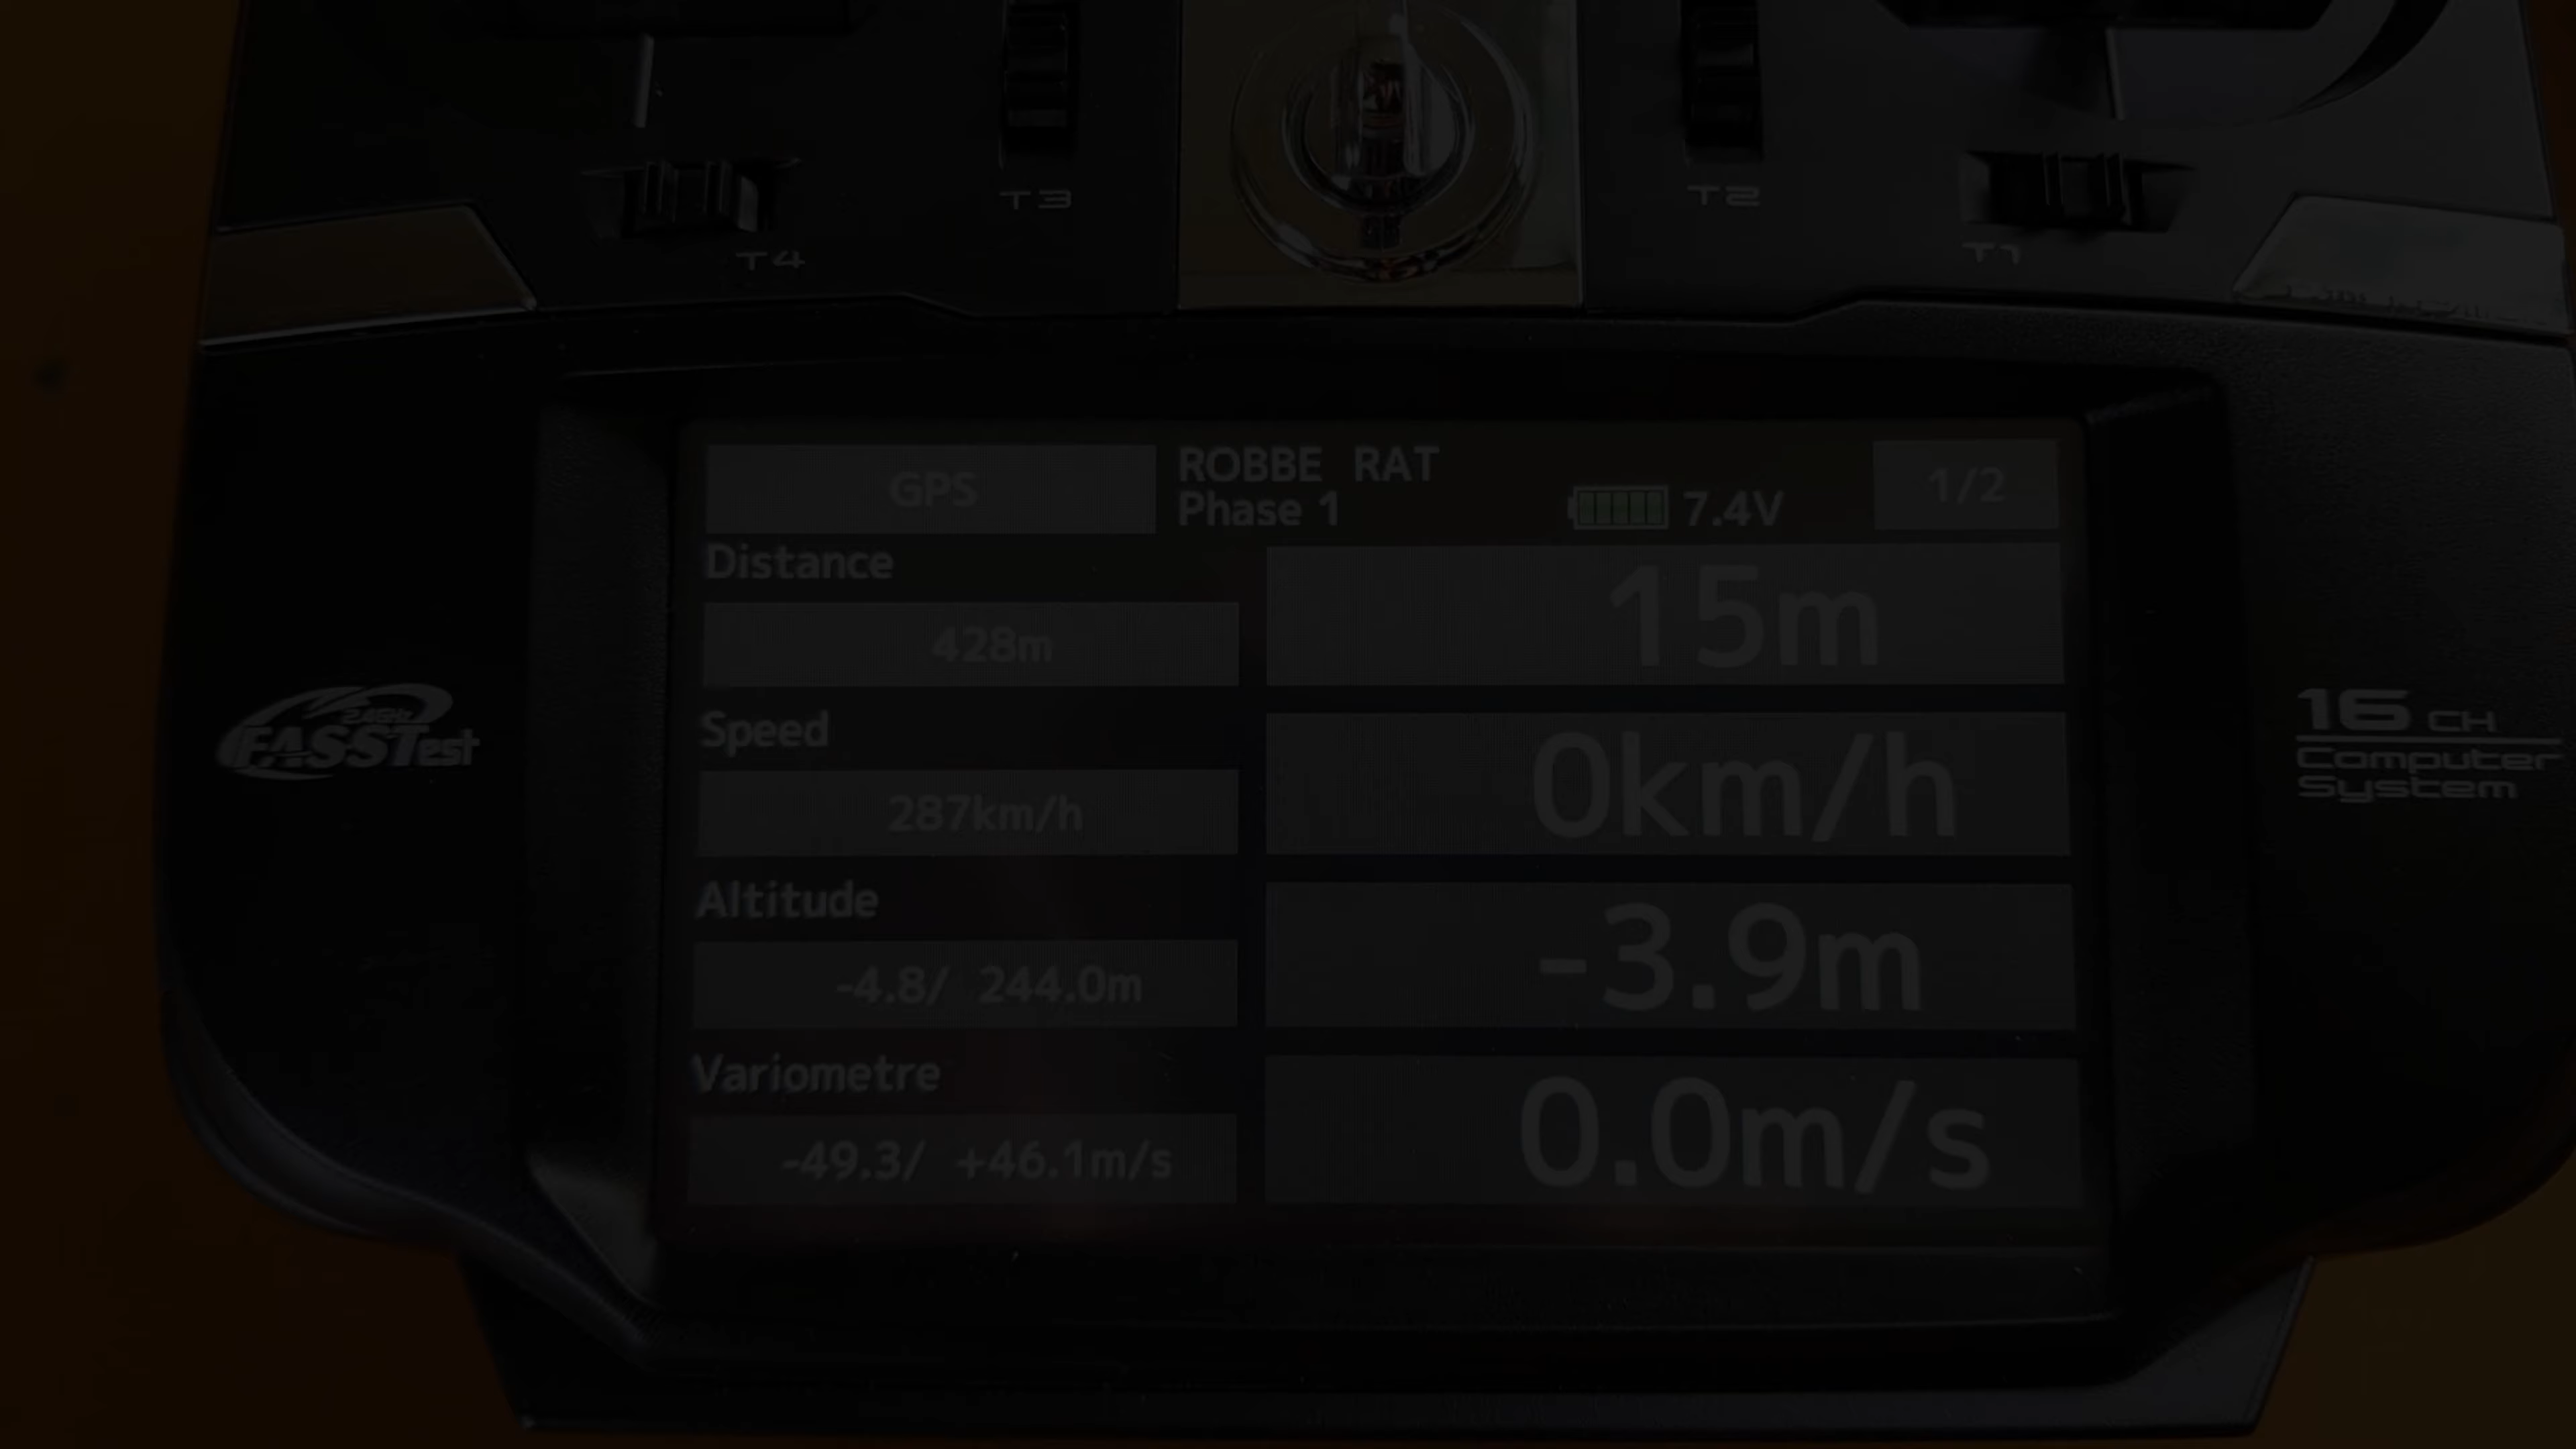 T3
T2
T4
T1
GPS
ROBBE RAT
Phase 1
7.4V
1/2
Distance
428m
15m
Speed
287km/h
0km/h
Altitude
-4.8/ 244.0m
-3.9m
Variometre
-49.3/ +46.1m/s
0.0m/s
2.4GHz
FASSTest
16 CH
Computer
System